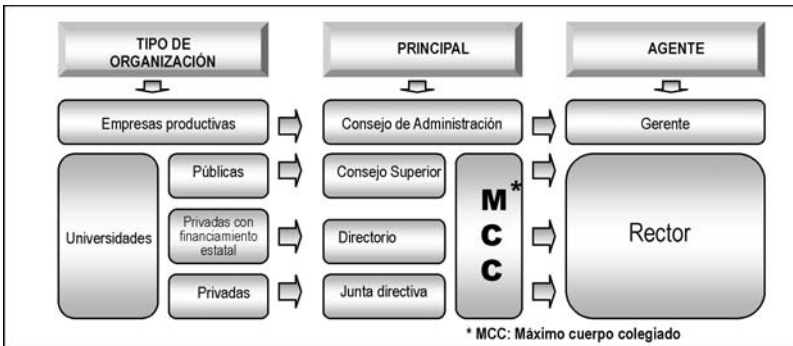 TIPO DE
ORGANIZACIÓN
PRINCIPAL
AGENTE
Empresas productivas
Consejo de Administración
Gerente
Universidades
Públicas
Consejo Superior
Privadas con
financiamiento
estatal
Directorio
Privadas
Junta directiva
M*
C
C
Rector
* MCC: Máximo cuerpo colegiado